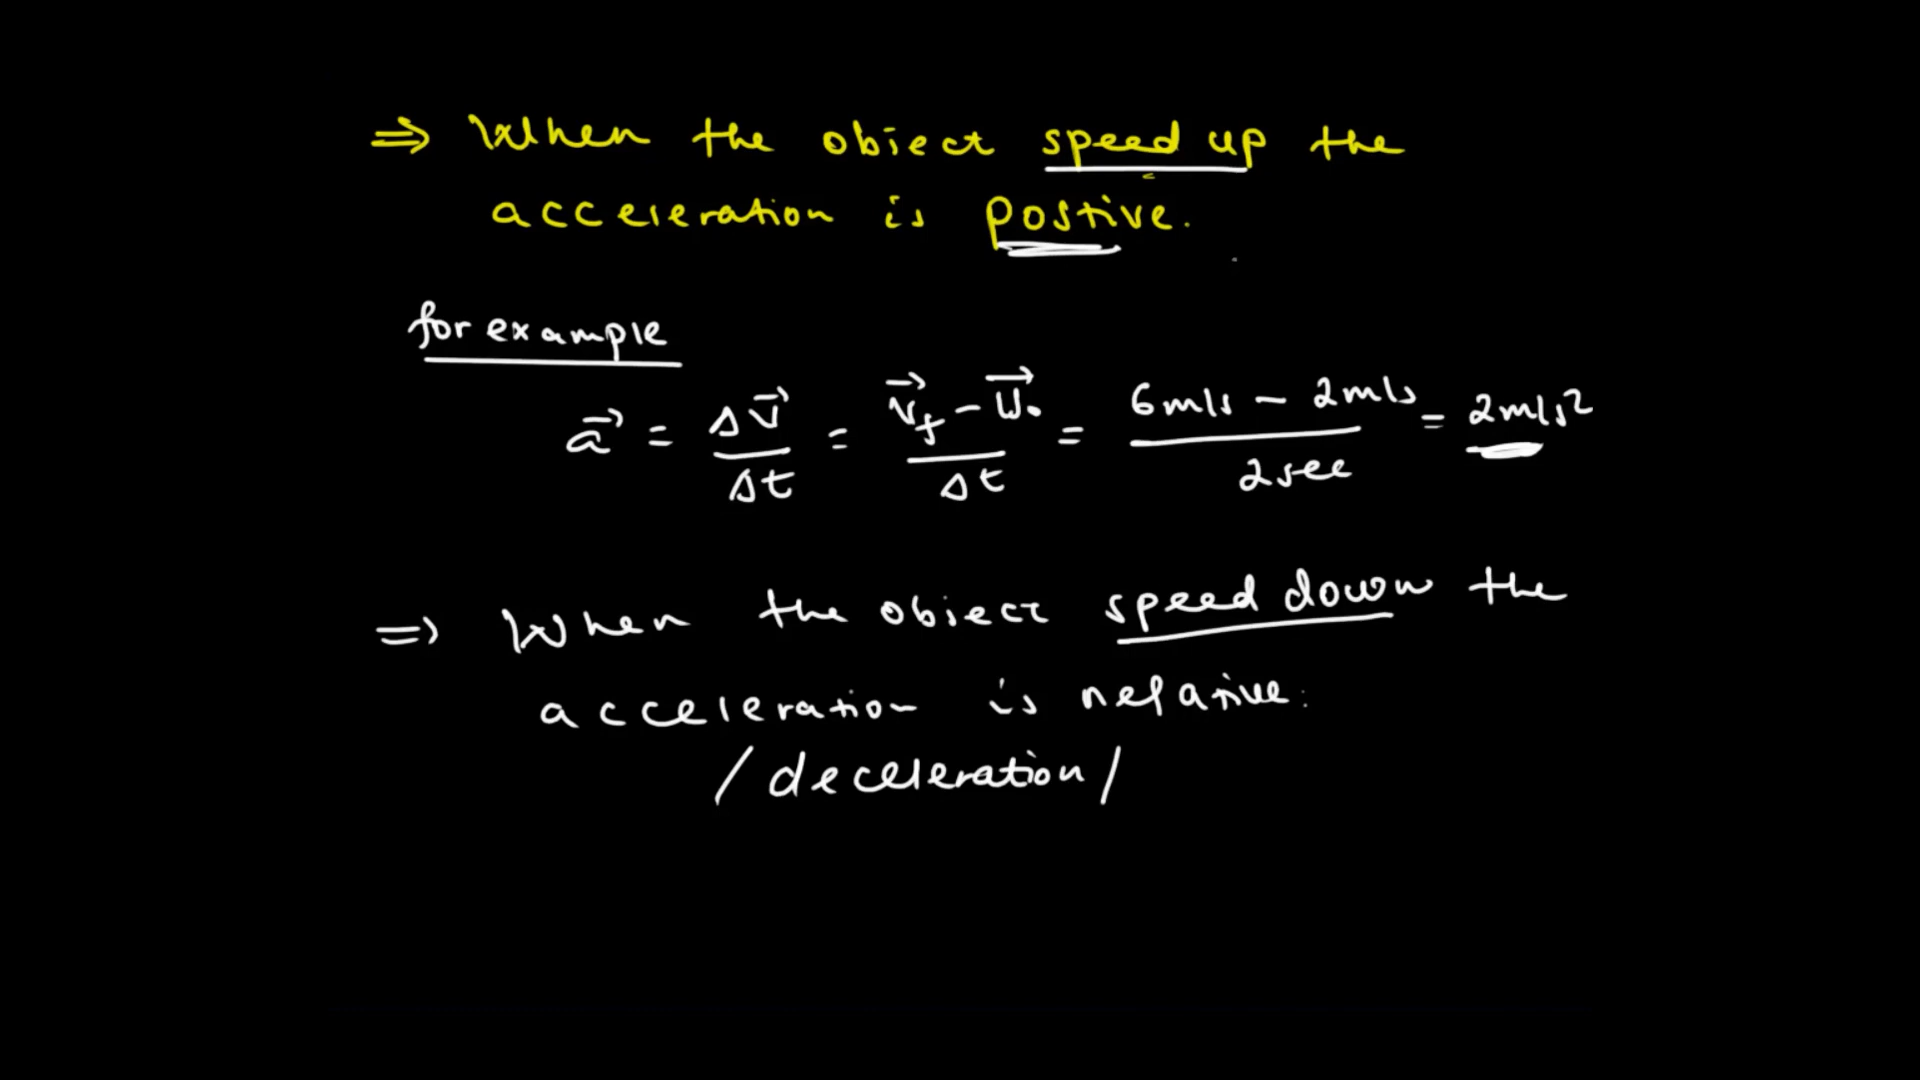 ⇒ When the object speed up the
acceleration is postive.
for example
a⃗ = Δv⃗/Δt = (v⃗f - u⃗₀)/Δt = (6m/s - 2m/s)/2sec = 2m/s²
⇒ When the object speed down the
acceleration is negative.
/deceleration/